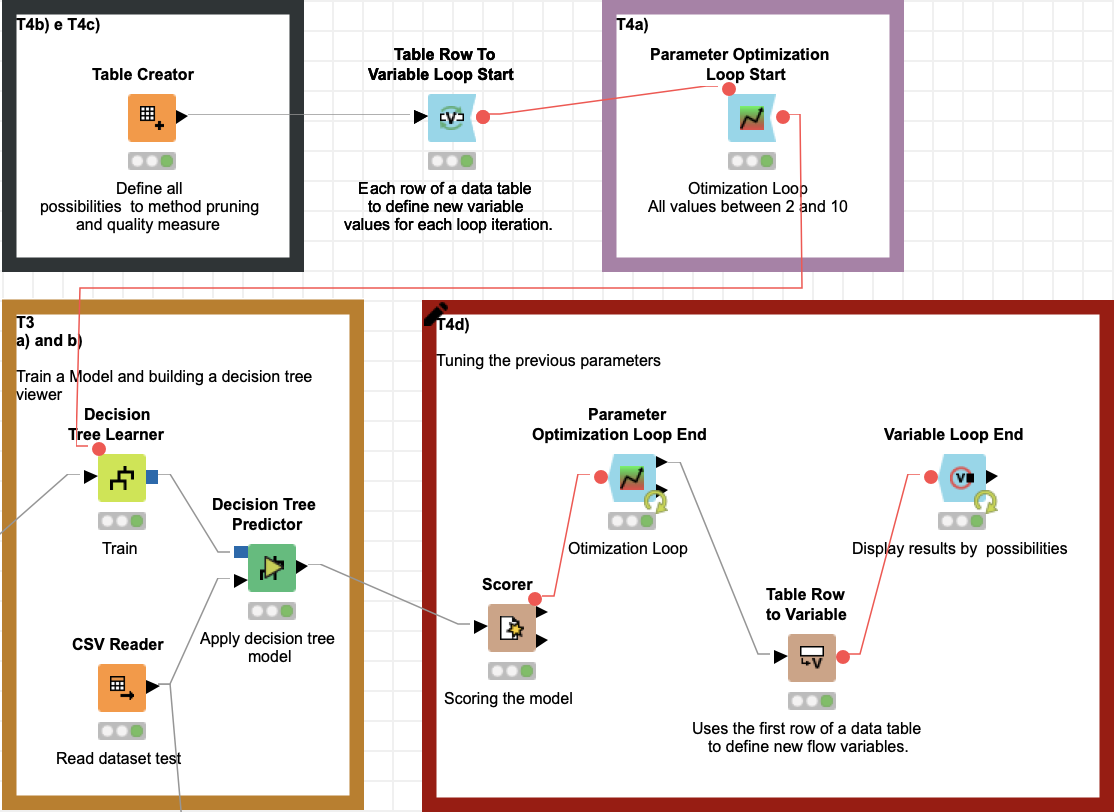 T4b) e T4c)
Table Creator
Define all
possibilities  to method pruning
and quality measure
Table Row To
Variable Loop Start
Each row of a data table
to define new variable
values for each loop iteration.
T4a)
Parameter Optimization
Loop Start
Otimization Loop
All values between 2 and 10
T3
a) and b)
Train a Model and building a decision tree
viewer
Decision
Tree Learner
Train
Decision Tree
Predictor
Apply decision tree
model
CSV Reader
Read dataset test
T4d)
Tuning the previous parameters
Parameter
Optimization Loop End
Otimization Loop
Variable Loop End
Display results by  possibilities
Scorer
Scoring the model
Table Row
to Variable
Uses the first row of a data table
to define new flow variables.